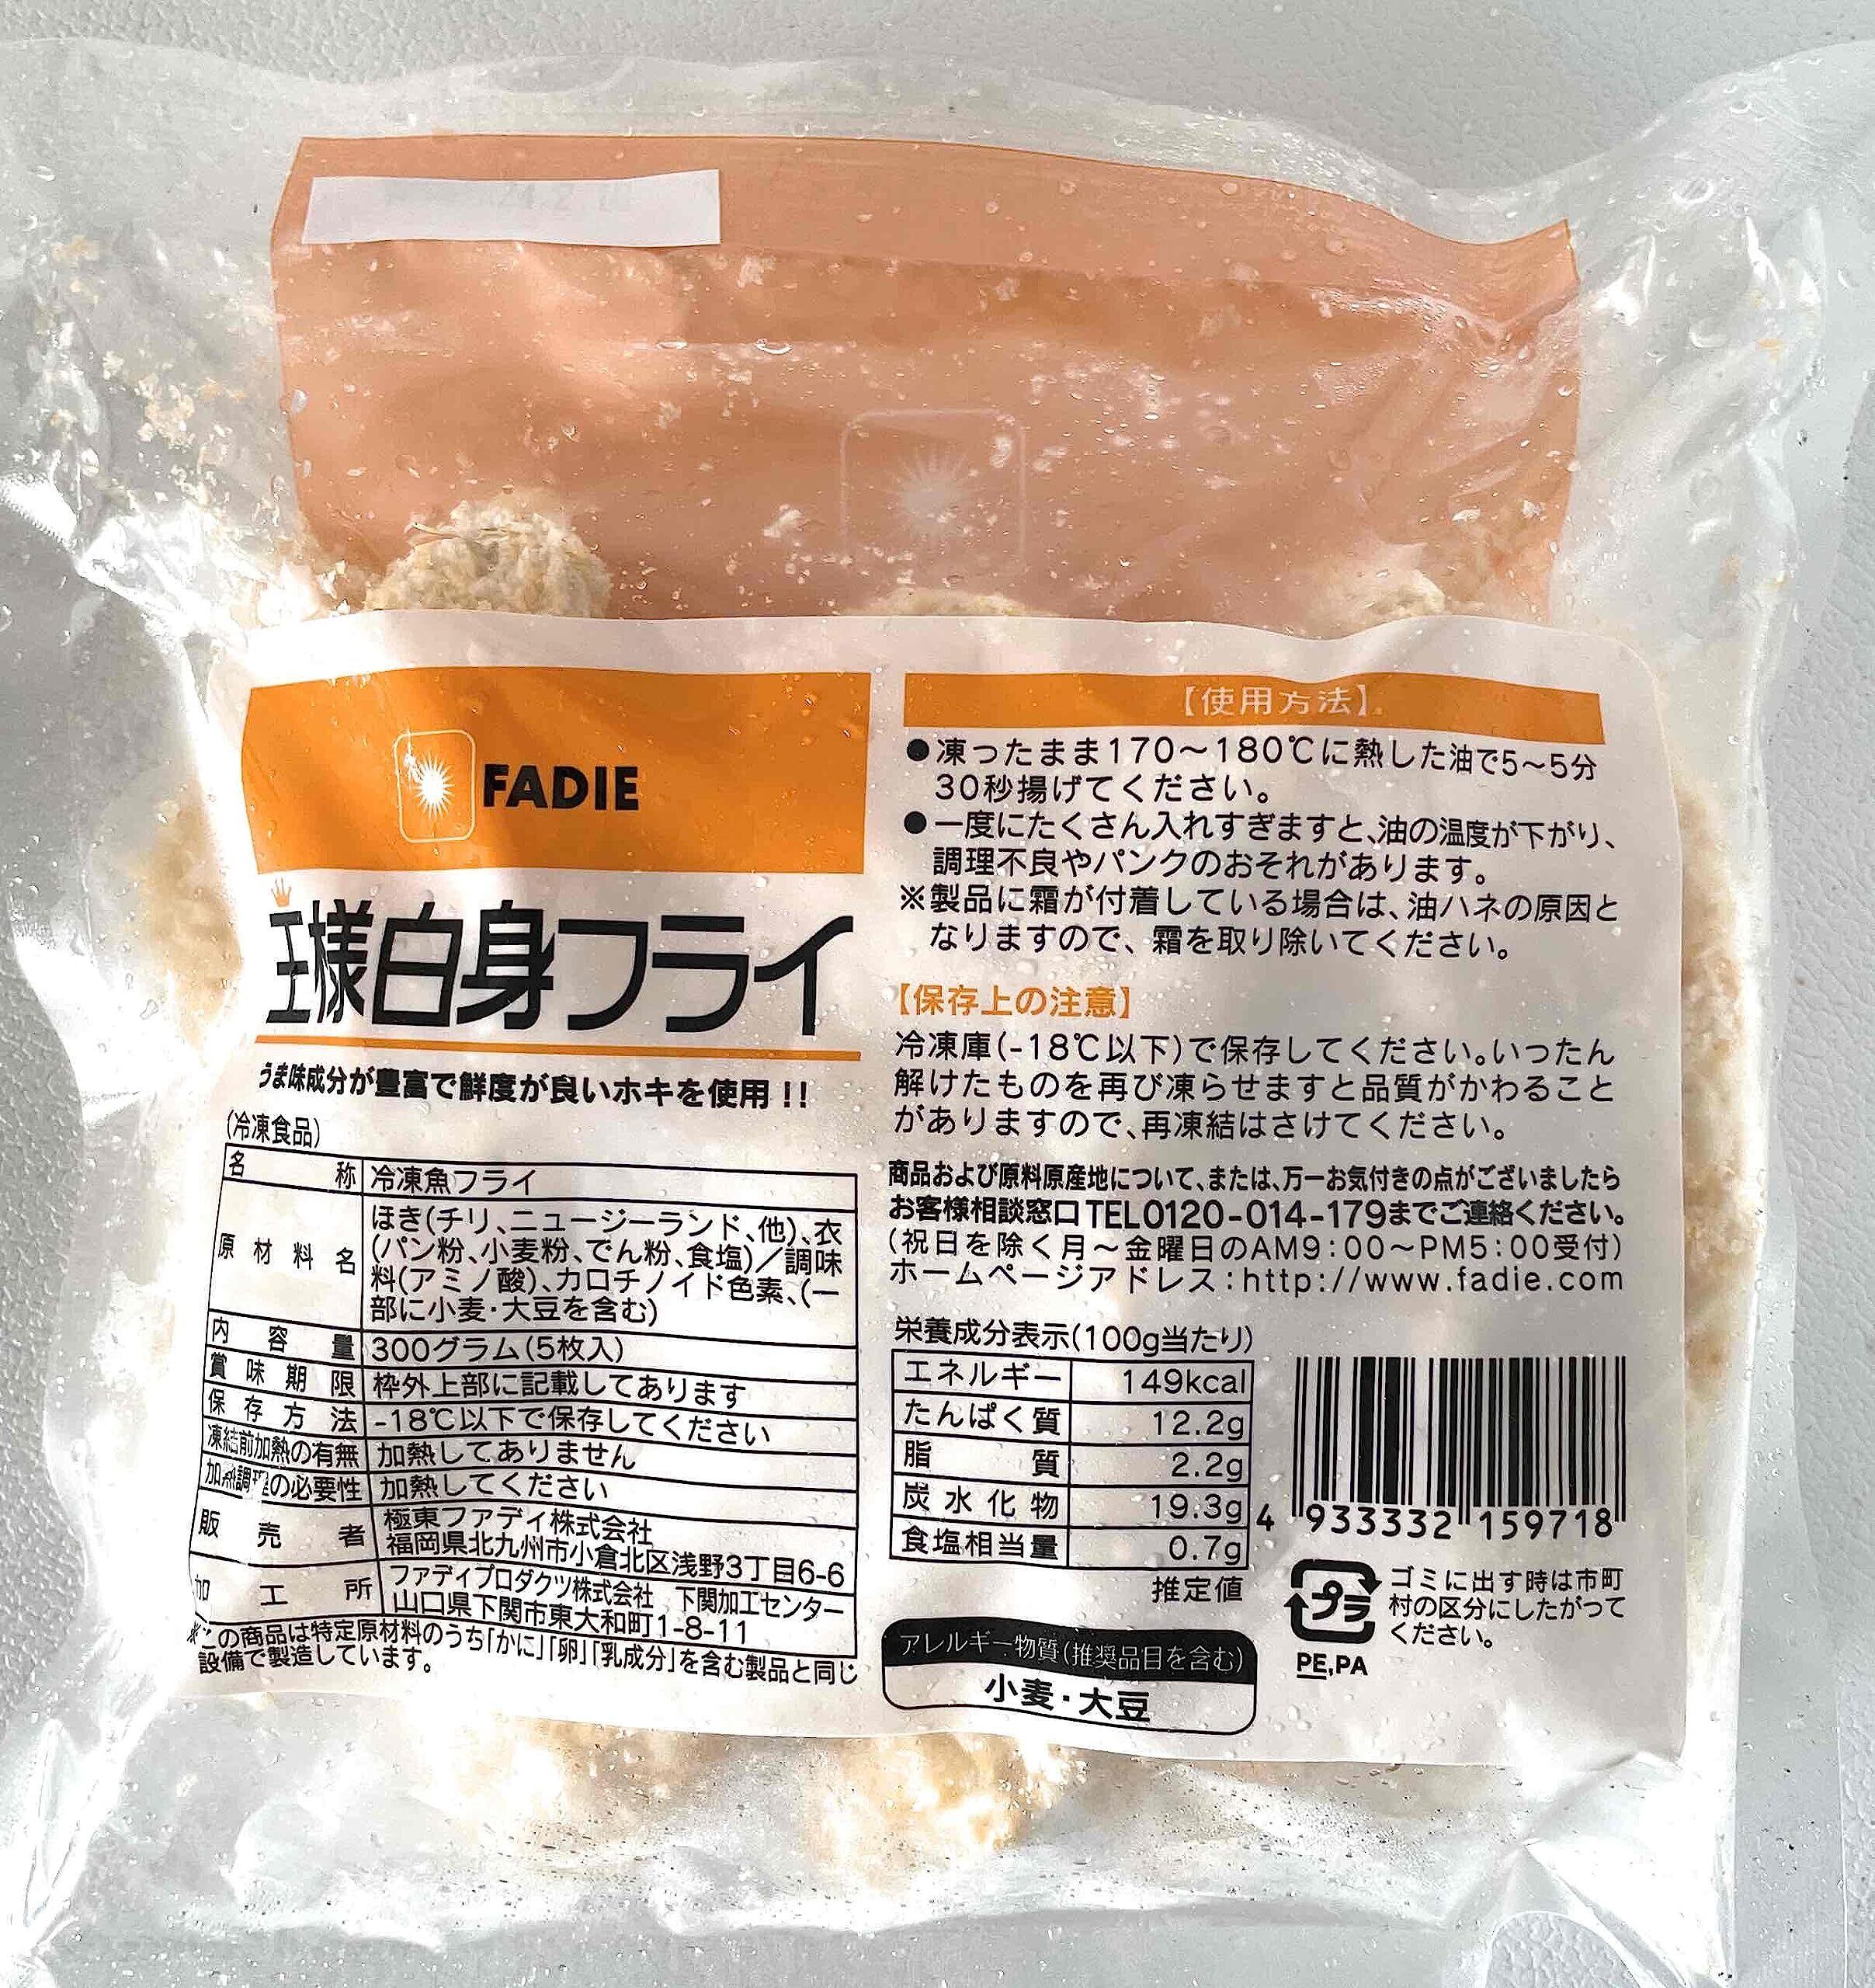 FADIE
王様白身フライ
うま味成分が豊富で鮮度が良いホキを使用!!
(冷凍食品)
名称 冷凍魚フライ
原材料名 ほき(チリ、ニュージーランド、他)、衣
(パン粉、小麦粉、でん粉、食塩)/調味
料(アミノ酸)、カロチノイド色素、(一
部に小麦・大豆を含む)
内容量 300グラム(5枚入)
賞味期限 枠外上部に記載してあります
保存方法 -18℃以下で保存してください
凍結前加熱の有無 加熱してありません
加熱調理の必要性 加熱してください
販売者 極東ファディ株式会社
福岡県北九州市小倉北区浅野3丁目6-6
加工所 ファディプロダクツ株式会社 下関加工センター
山口県下関市東大和町1-8-11
※この商品は特定原材料のうち「かに」「卵」「乳成分」を含む製品と同じ
設備で製造しています。
【使用方法】
●凍ったまま170〜180℃に熱した油で5〜5分
30秒揚げてください。
●一度にたくさん入れすぎますと、油の温度が下がり、
調理不良やパンクのおそれがあります。
※製品に霜が付着している場合は、油ハネの原因と
なりますので、霜を取り除いてください。
【保存上の注意】
冷凍庫(-18℃以下)で保存してください。いったん
解けたものを再び凍らせますと品質がかわること
がありますので、再凍結はさけてください。
商品および原料原産地について、または、万一お気付きの点がございましたら
お客様相談窓口TEL0120-014-179までご連絡ください。
(祝日を除く月〜金曜日のAM9:00〜PM5:00受付)
ホームページアドレス:http://www.fadie.com
栄養成分表示(100g当たり)
エネルギー 149kcal
たんぱく質 12.2g
脂質 2.2g
炭水化物 19.3g
食塩相当量 0.7g
推定値
アレルギー物質(推奨品目を含む)
小麦・大豆
4 933332 159718
プラ
ゴミに出す時は市町
村の区分にしたがって
ください。
PE,PA